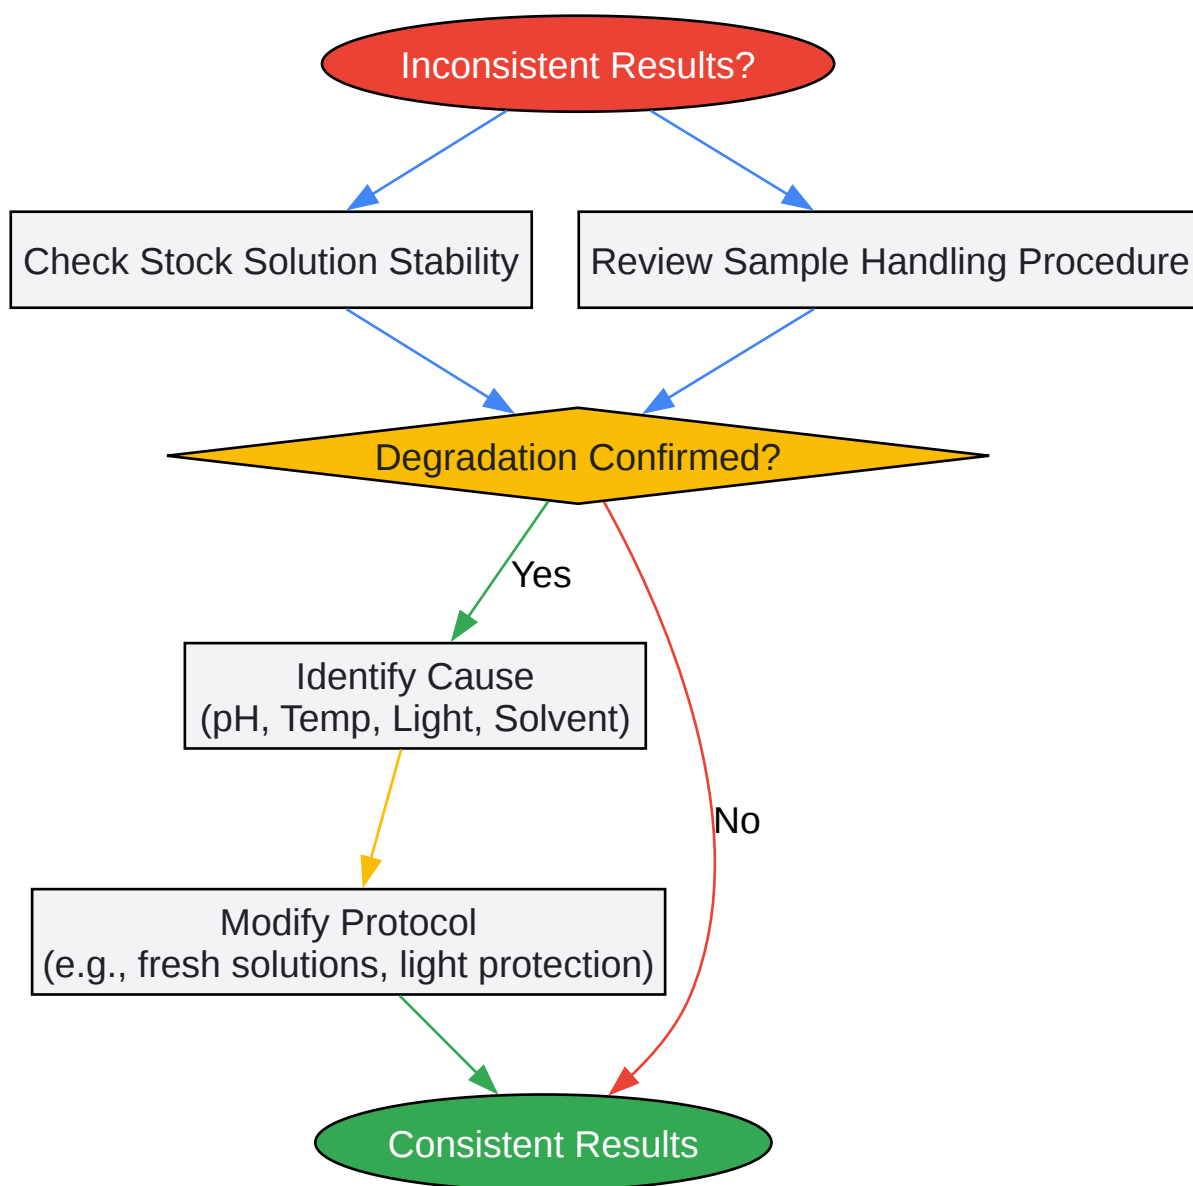 Inconsistent Results?
Check Stock Solution Stability
Review Sample Handling Procedure
Degradation Confirmed?
Yes
Identify Cause
(pH, Temp, Light, Solvent)
No
Modify Protocol
(e.g., fresh solutions, light protection)
Consistent Results